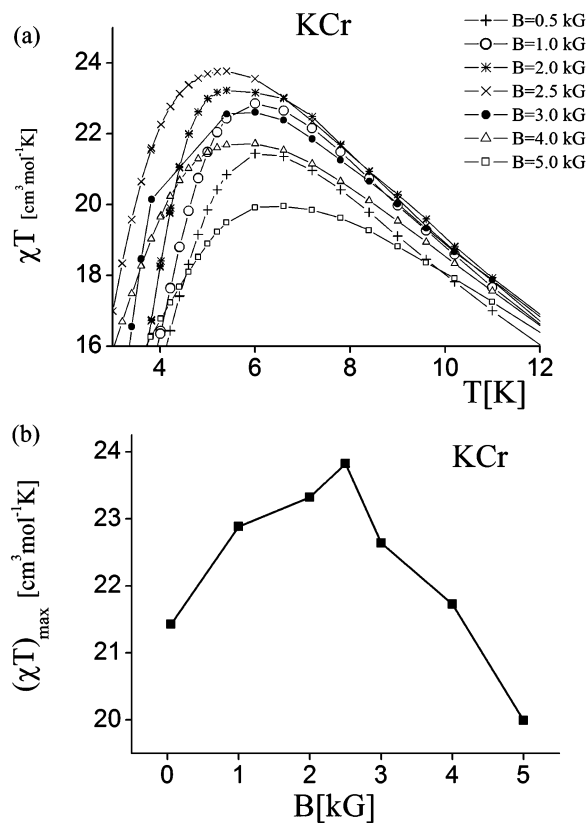 (a)
KCr
B=0.5 kG
B=1.0 kG
B=2.0 kG
B=2.5 kG
B=3.0 kG
B=4.0 kG
B=5.0 kG
χT [cm³mol⁻¹K]
24
22
20
18
16
4 6 8 10 12
T[K]
(b)
KCr
(χT)max [cm³mol⁻¹K]
24
23
22
21
20
0 1 2 3 4 5
B[kG]